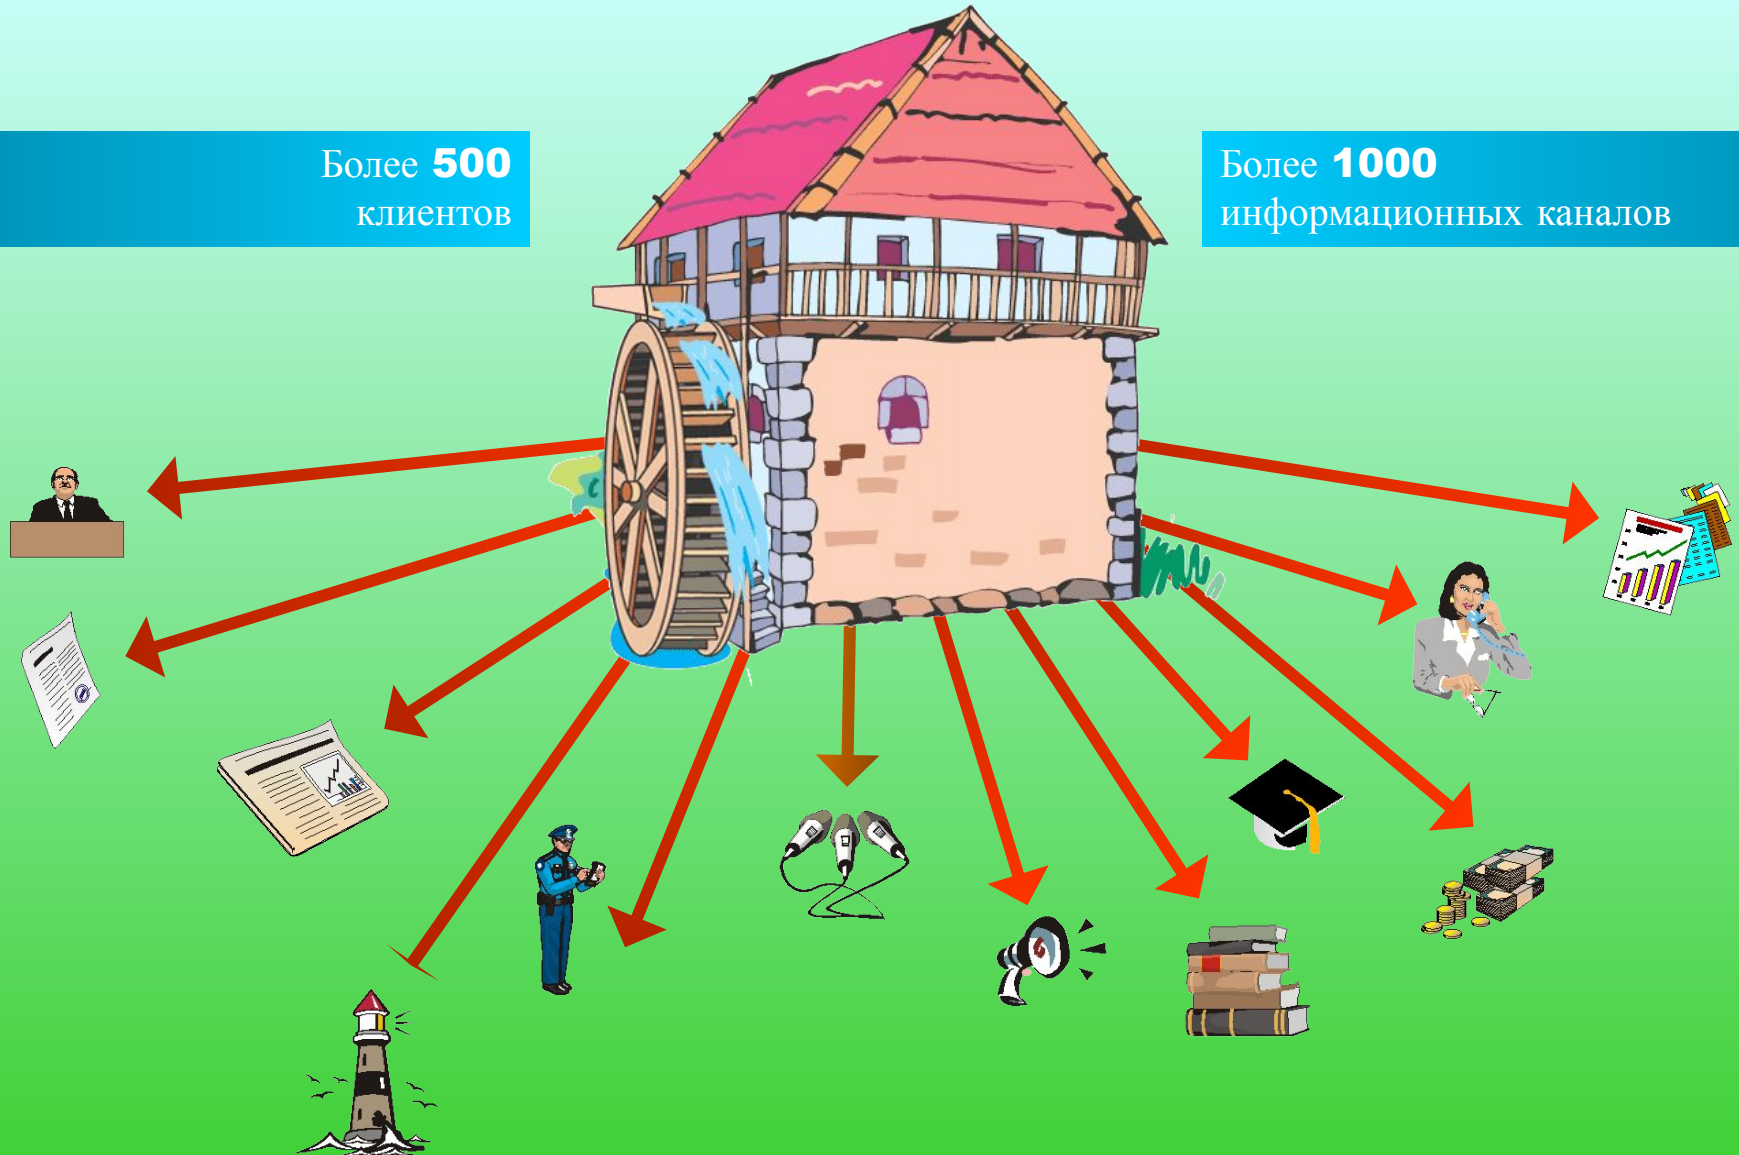 Более 500
клиентов
Более 1000
информационных каналов